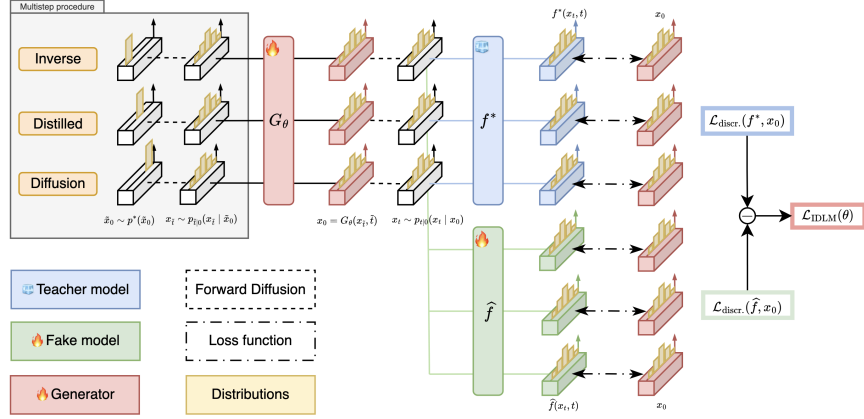 Multistep procedure
Inverse
Distilled
Diffusion
x̃₀ ∼ p*(x̃₀)
x_t̃ ∼ p_t̃|0(x_t̃ | x̃₀)
G_θ
x₀ = G_θ(x_t̃, t̃)
x_t ∼ p_t|0(x_t | x₀)
f*(x_t, t)
x₀
f*
f̂
f̂(x_t, t)
x₀
ℒ_discr.(f*, x₀)
−
ℒ_IDLM(θ)
ℒ_discr.(f̂, x₀)
Teacher model
Forward Diffusion
Fake model
Loss function
Generator
Distributions